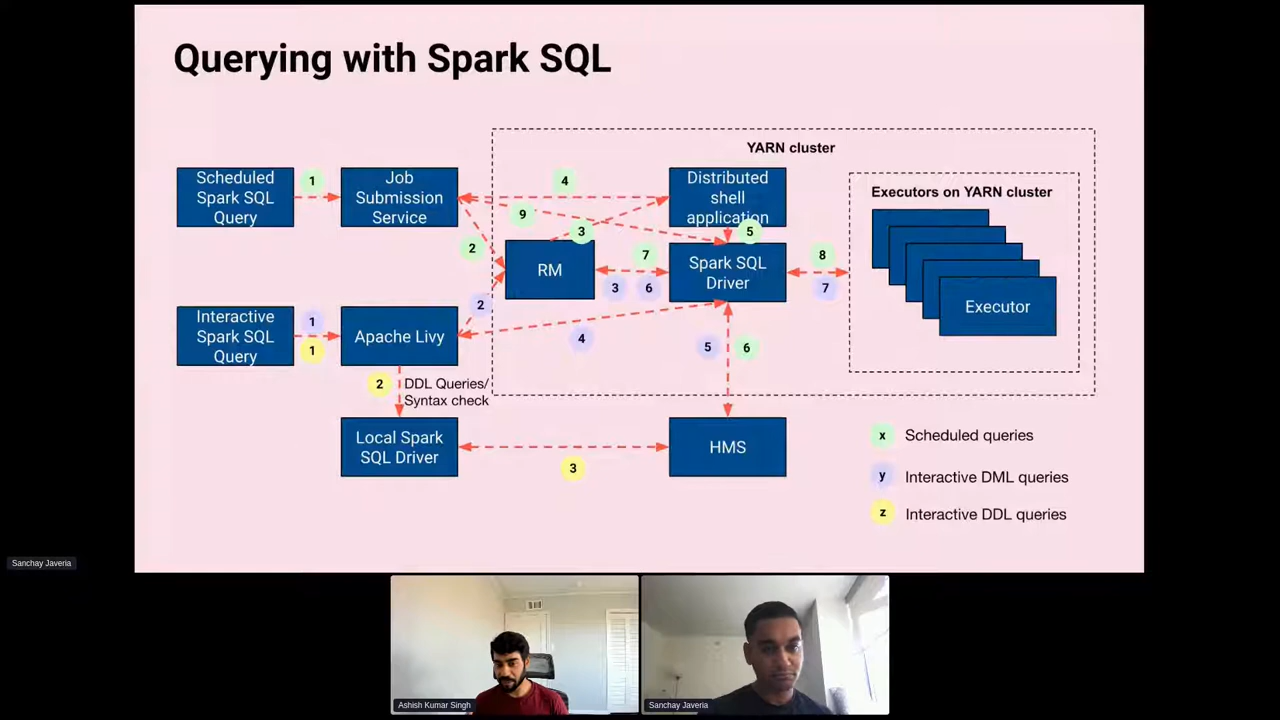 Querying with Spark SQL
YARN cluster
Scheduled
Spark SQL
Query
1
Job
Submission
Service
4
9
2
3
Distributed
shell
application
5
Executors on YARN cluster
RM
7
3
6
Spark SQL
Driver
8
7
Executor
Interactive
Spark SQL
Query
1
1
Apache Livy
2
4
5
6
2
DDL Queries/
Syntax check
Local Spark
SQL Driver
3
HMS
x
Scheduled queries
y
Interactive DML queries
z
Interactive DDL queries
Sanchay Javeria
Ashish Kumar Singh
Sanchay Javeria